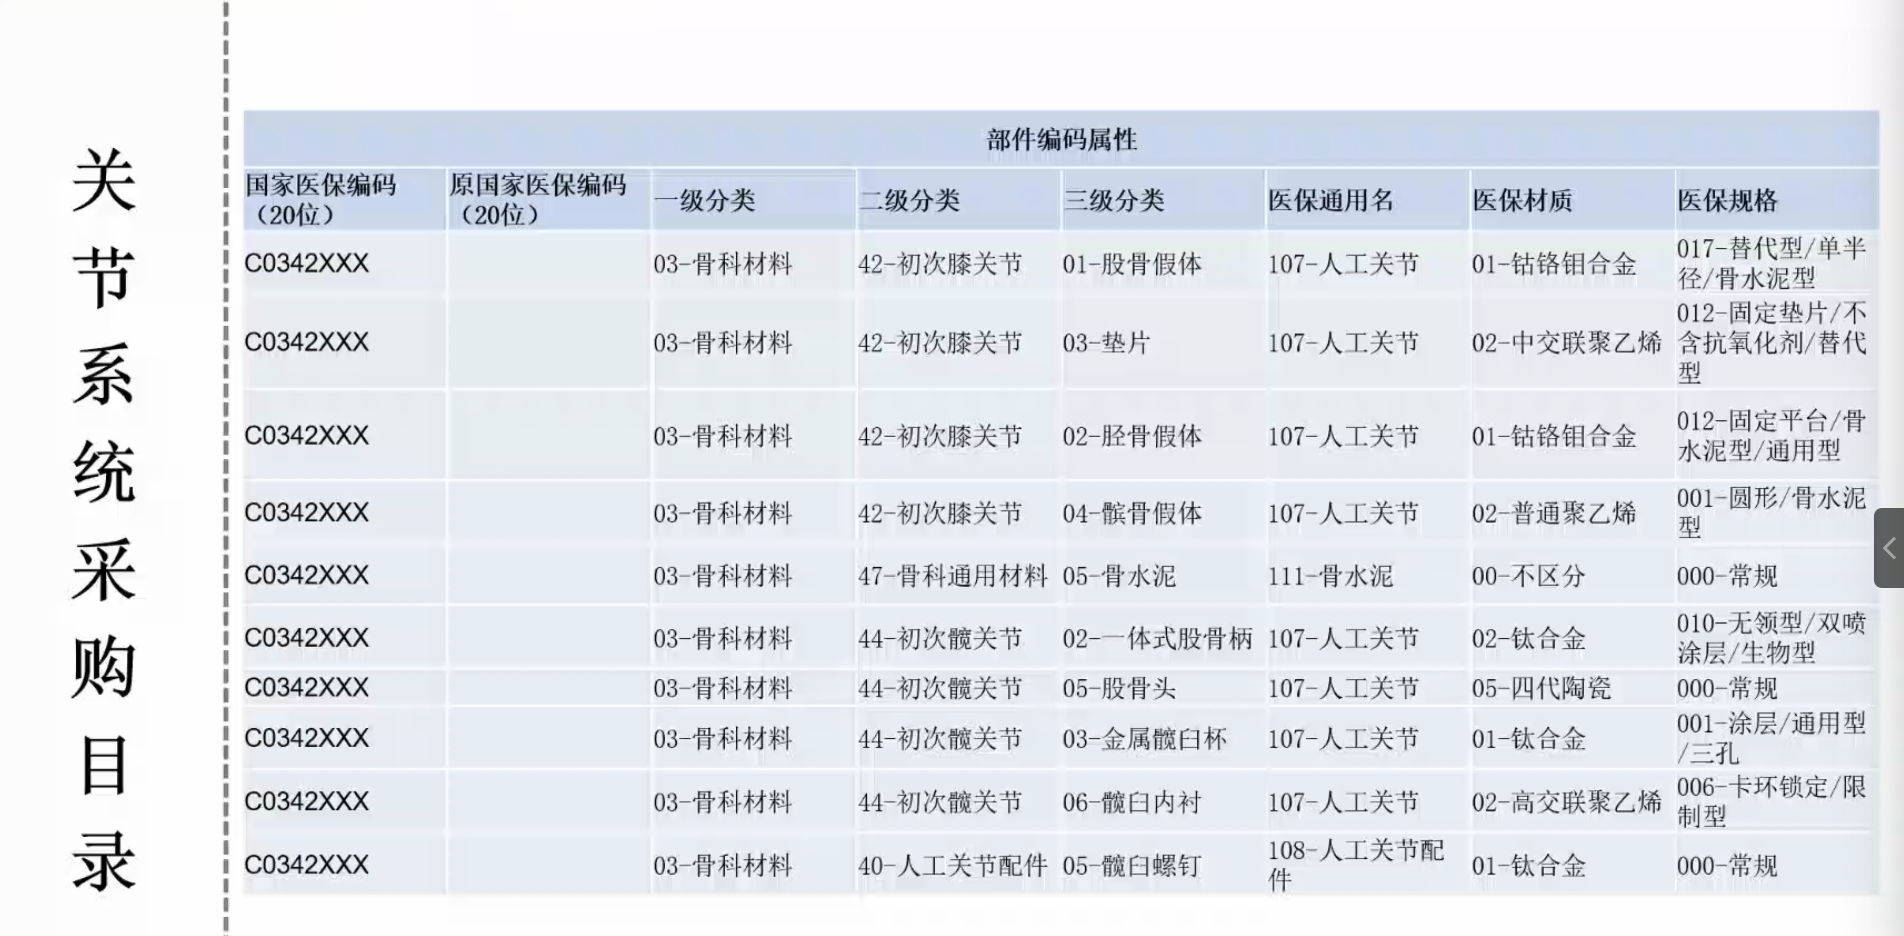 关节系统采购目录
部件编码属性
国家医保编码
（20位）
原国家医保编码
（20位）
一级分类
二级分类
三级分类
医保通用名
医保材质
医保规格
C0342XXX
03-骨科材料
42-初次膝关节
01-股骨假体
107-人工关节
01-钴铬钼合金
017-替代型/单半
径/骨水泥型
C0342XXX
03-骨科材料
42-初次膝关节
03-垫片
107-人工关节
02-中交联聚乙烯
012-固定垫片/不
含抗氧化剂/替代
型
C0342XXX
03-骨科材料
42-初次膝关节
02-胫骨假体
107-人工关节
01-钴铬钼合金
012-固定平台/骨
水泥型/通用型
C0342XXX
03-骨科材料
42-初次膝关节
04-髌骨假体
107-人工关节
02-普通聚乙烯
001-圆形/骨水泥
型
C0342XXX
03-骨科材料
47-骨科通用材料
05-骨水泥
111-骨水泥
00-不区分
000-常规
C0342XXX
03-骨科材料
44-初次髋关节
02-一体式股骨柄
107-人工关节
02-钛合金
010-无领型/双喷
涂层/生物型
C0342XXX
03-骨科材料
44-初次髋关节
05-股骨头
107-人工关节
05-四代陶瓷
000-常规
C0342XXX
03-骨科材料
44-初次髋关节
03-金属髋臼杯
107-人工关节
01-钛合金
001-涂层/通用型
/三孔
C0342XXX
03-骨科材料
44-初次髋关节
06-髋臼内衬
107-人工关节
02-高交联聚乙烯
006-卡环锁定/限
制型
C0342XXX
03-骨科材料
40-人工关节配件
05-髋臼螺钉
108-人工关节配
件
01-钛合金
000-常规